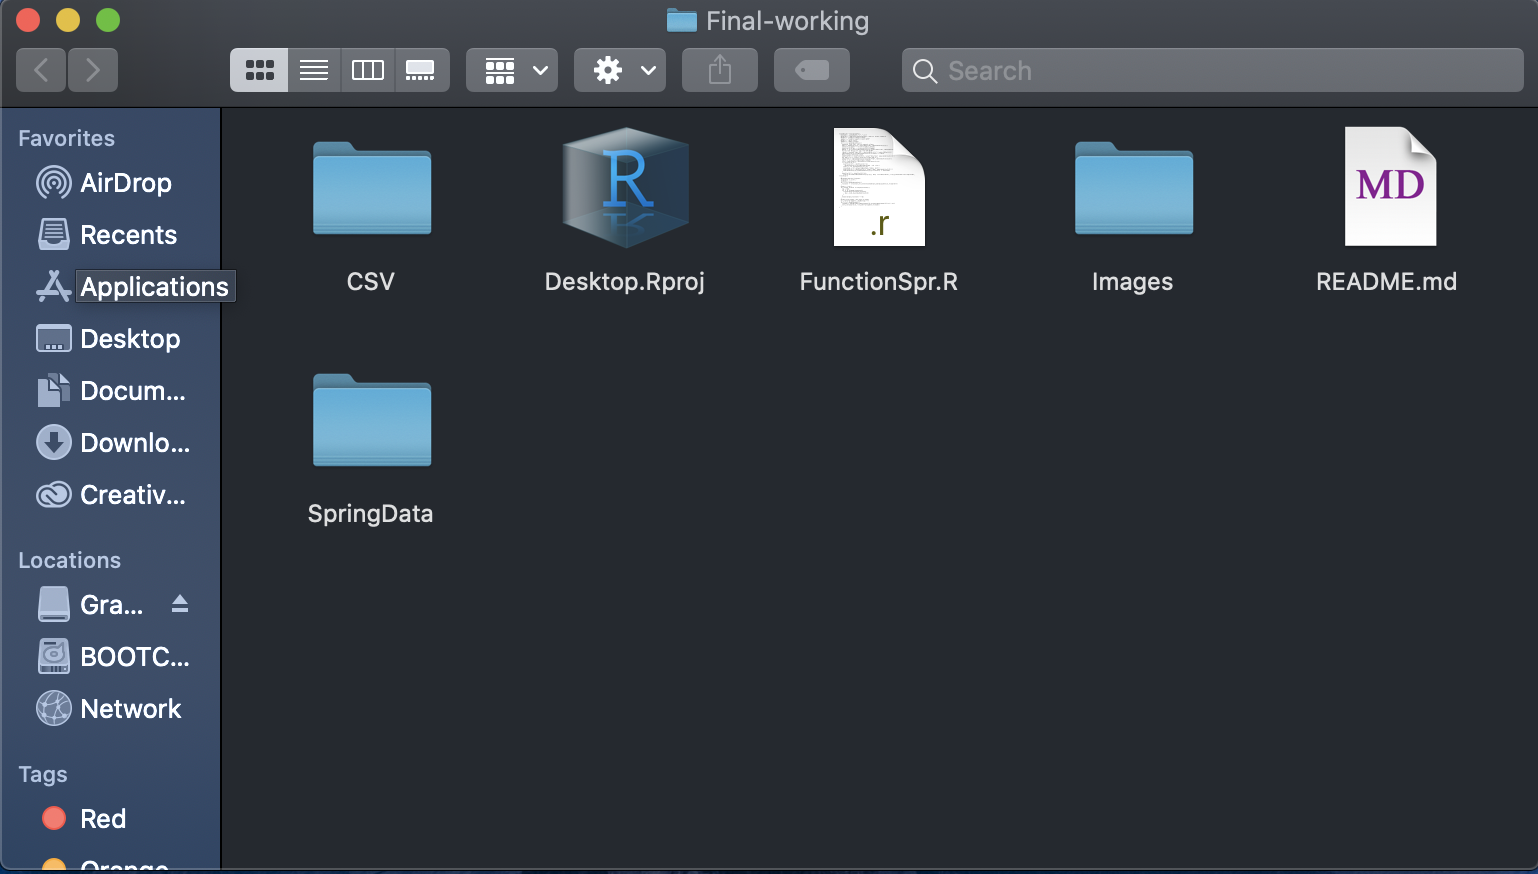 Final-working
Search
Favorites
AirDrop
Recents
Applications
Desktop
Docum...
Downlo...
Creativ...
Locations
Gra...
BOOTC...
Network
Tags
Red
Orange
CSV
R
Desktop.Rproj
.r
FunctionSpr.R
Images
MD
README.md
SpringData